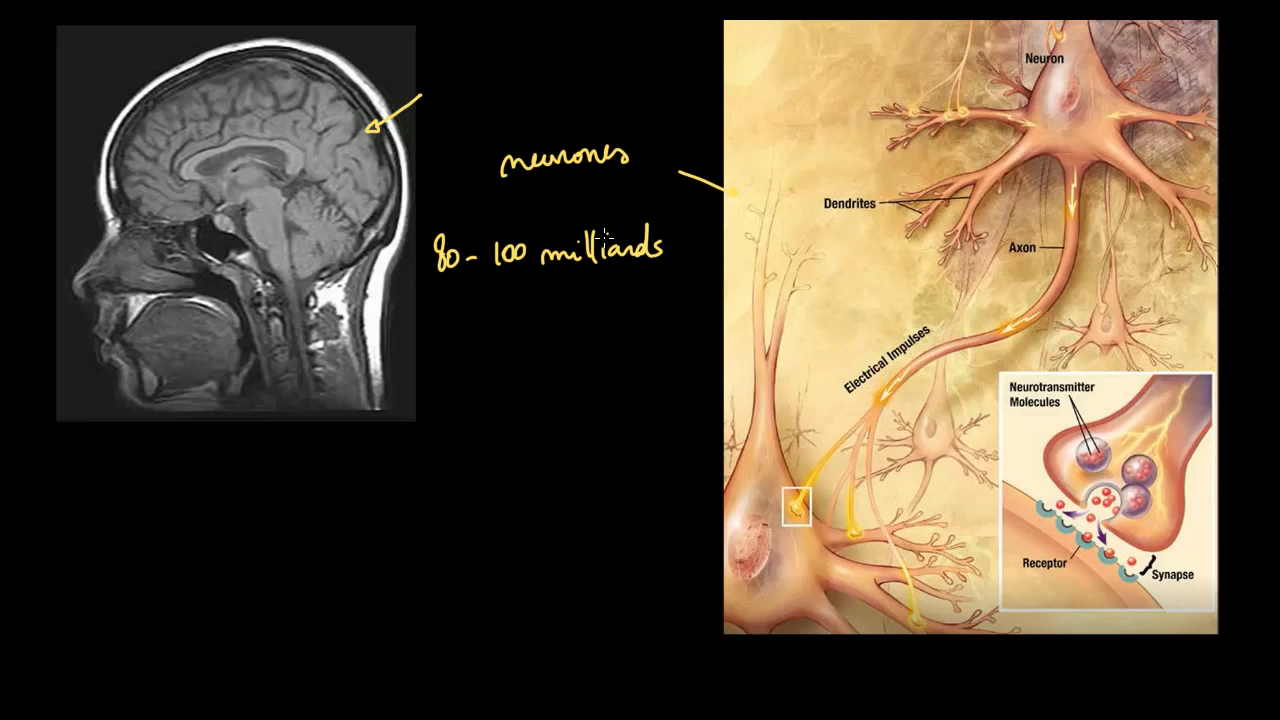 neurones
80 - 100 milliards
Neuron
Dendrites
Axon
Electrical Impulses
Neurotransmitter
Molecules
Receptor
Synapse